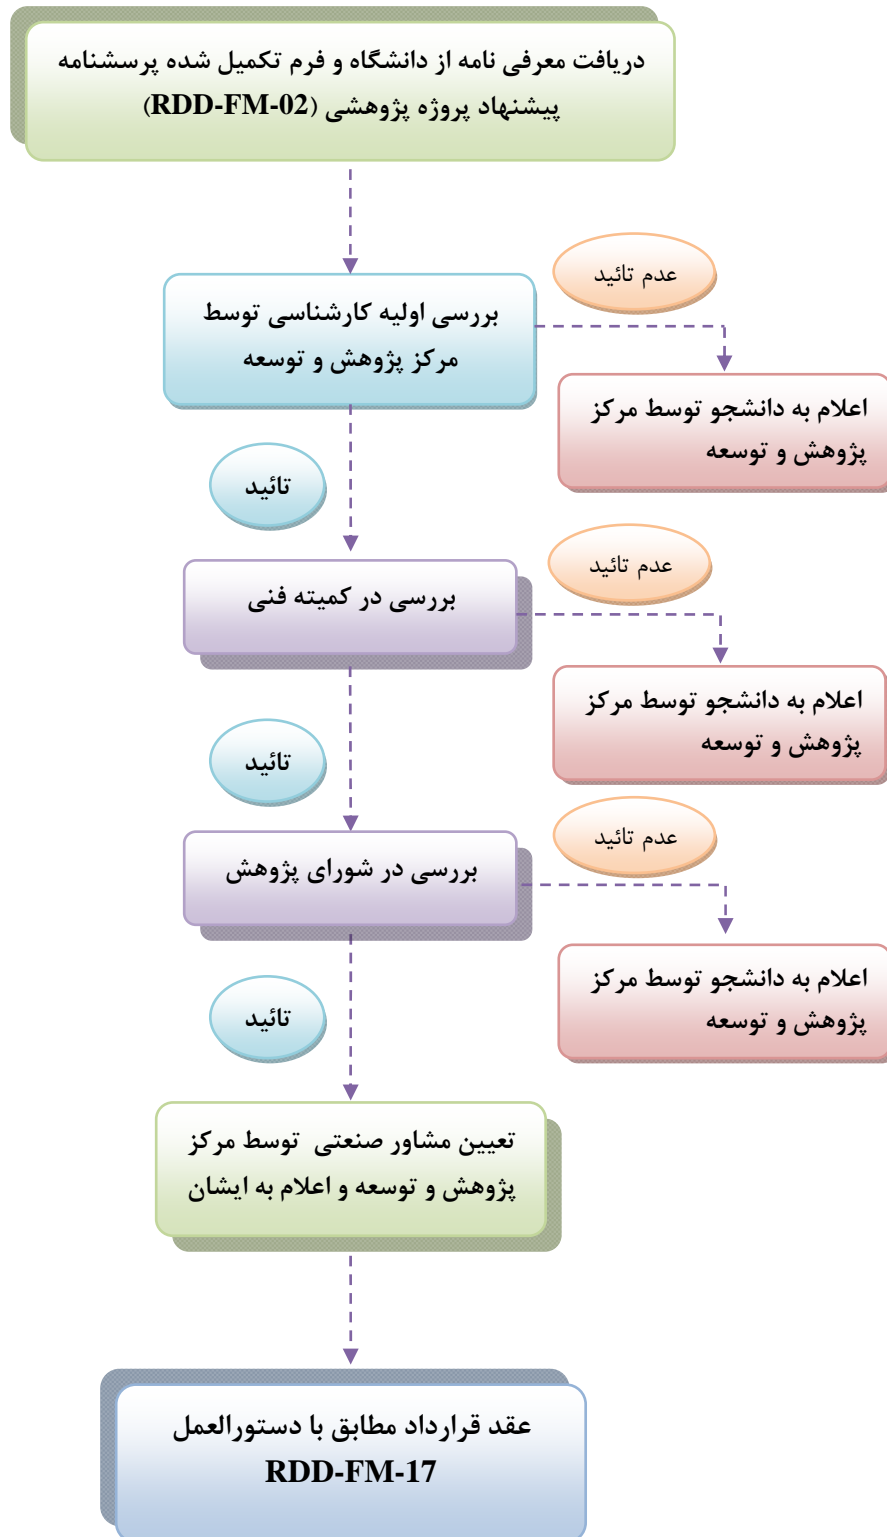 دریافت معرفی نامه از دانشگاه و فرم تکمیل شده پرسشنامه
پیشنهاد پروژه پژوهشی (RDD-FM-02)
عدم تائید
بررسی اولیه کارشناسی توسط
مرکز پژوهش و توسعه
اعلام به دانشجو توسط مرکز
پژوهش و توسعه
تائید
عدم تائید
بررسی در کمیته فنی
اعلام به دانشجو توسط مرکز
پژوهش و توسعه
تائید
عدم تائید
بررسی در شورای پژوهش
اعلام به دانشجو توسط مرکز
پژوهش و توسعه
تائید
تعیین مشاور صنعتی توسط مرکز
پژوهش و توسعه و اعلام به ایشان
عقد قرارداد مطابق با دستورالعمل
RDD-FM-17